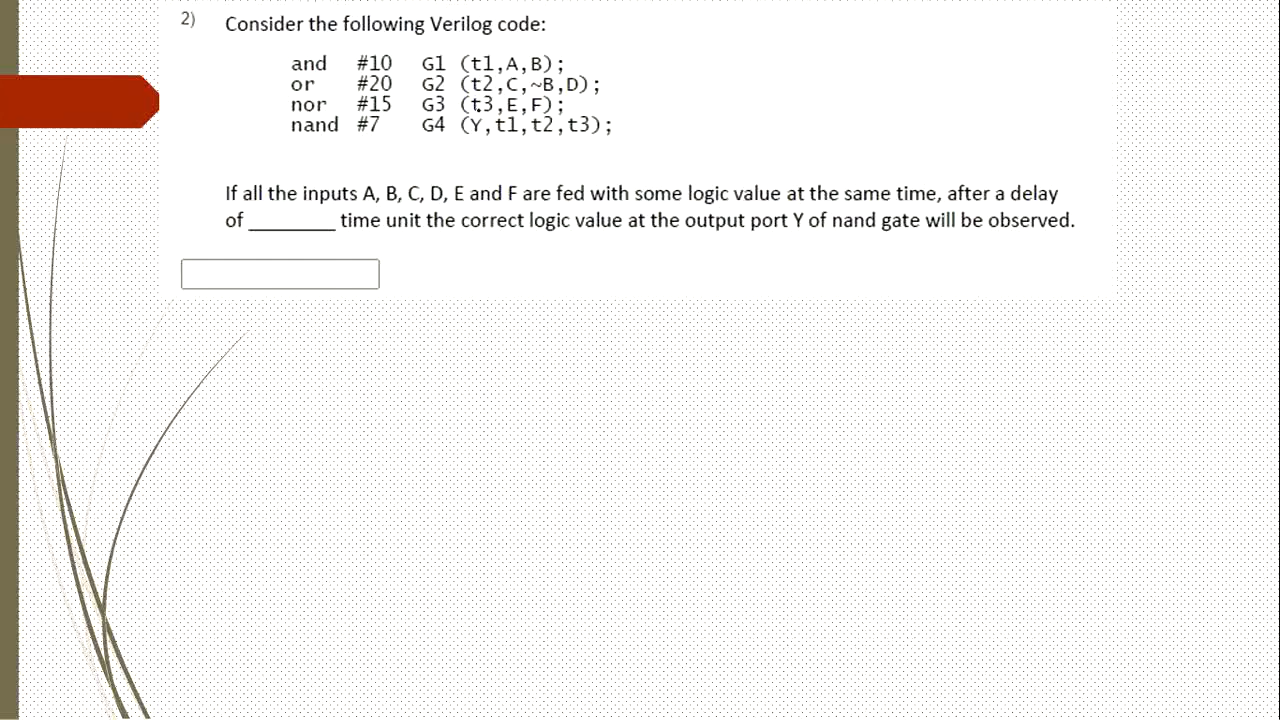 2) Consider the following Verilog code:
and #10 G1 (t1,A,B);
or #20 G2 (t2,C,~B,D);
nor #15 G3 (t3,E,F);
nand #7 G4 (Y,t1,t2,t3);
If all the inputs A, B, C, D, E and F are fed with some logic value at the same time, after a delay
of ________ time unit the correct logic value at the output port Y of nand gate will be observed.